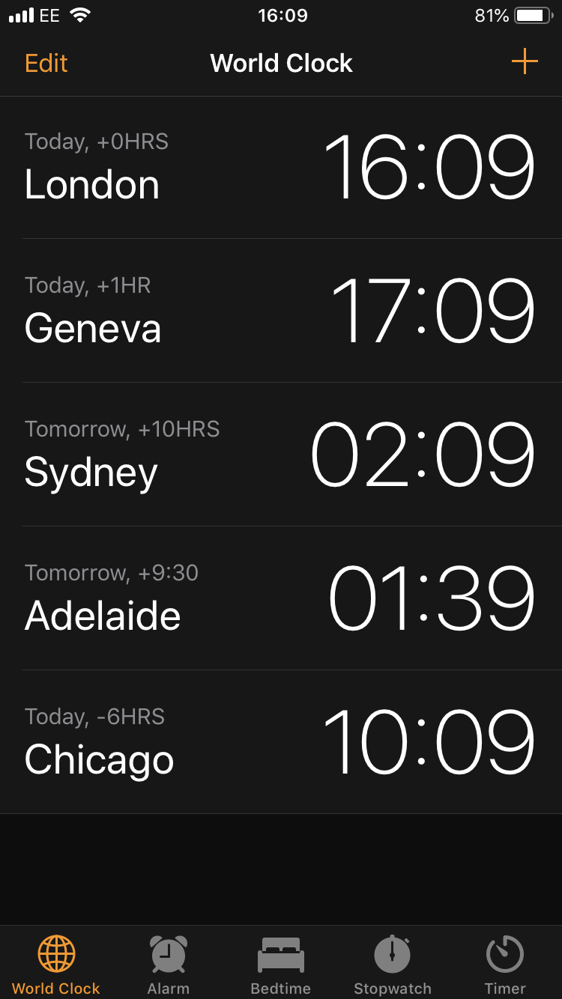 EE 16:09 81%
Edit World Clock
Today, +0HRS
London 16:09
Today, +1HR
Geneva 17:09
Tomorrow, +10HRS
Sydney 02:09
Tomorrow, +9:30
Adelaide 01:39
Today, -6HRS
Chicago 10:09
World Clock Alarm Bedtime Stopwatch Timer